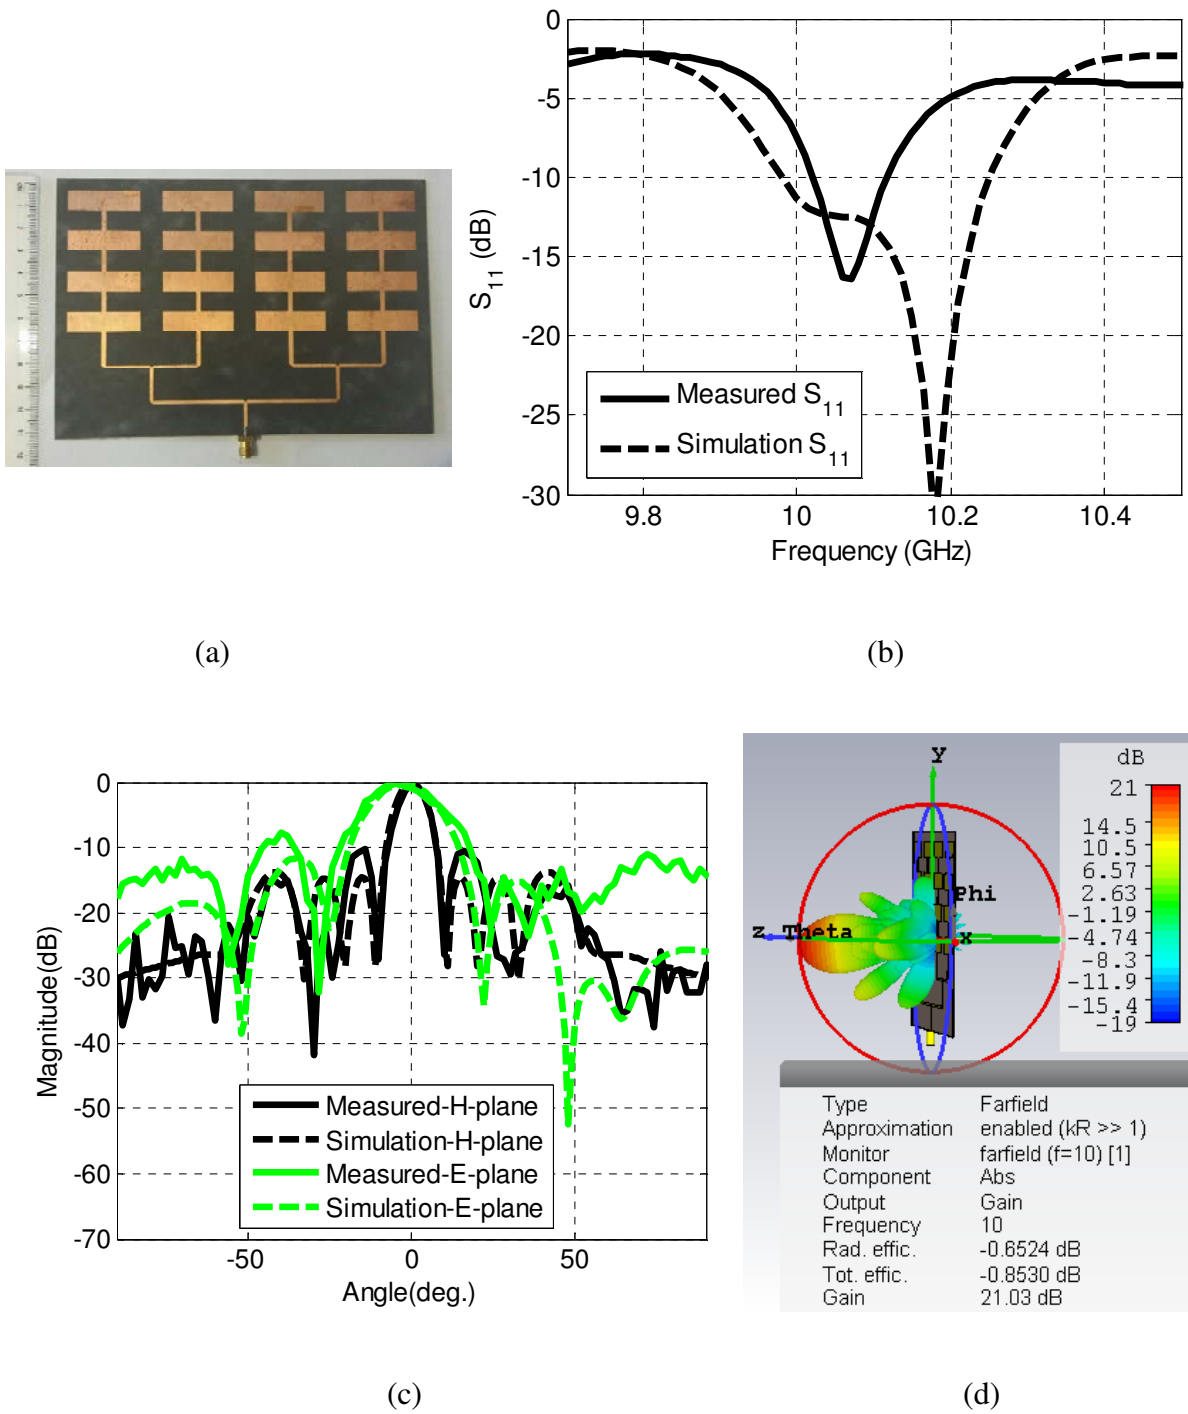 0
-5
-10
-15
-20
-25
-30
S11 (dB)
Measured S11
Simulation S11
9.8 10 10.2 10.4
Frequency (GHz)
(a) (b)
0
-10
-20
-30
-40
-50
-60
-70
Magnitude(dB)
Measured-H-plane
Simulation-H-plane
Measured-E-plane
Simulation-E-plane
-50 0 50
Angle(deg.)
y
Phi
z Theta x
dB
21
14.5
10.5
6.57
2.63
-1.19
-4.74
-8.3
-11.9
-15.4
-19
Type Farfield
Approximation enabled (kR >> 1)
Monitor farfield (f=10) [1]
Component Abs
Output Gain
Frequency 10
Rad. effic. -0.6524 dB
Tot. effic. -0.8530 dB
Gain 21.03 dB
(c) (d)